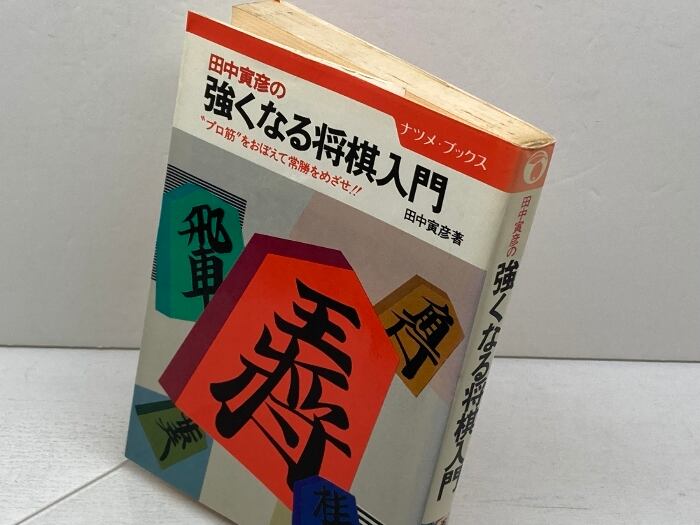 田中寅彦の
強くなる将棋入門
“プロ筋”をおぼえて常勝をめざせ!!
田中寅彦著
ナツメ・ブックス
飛車
王将
角行
歩兵
桂
田中寅彦の
強くなる将棋入門